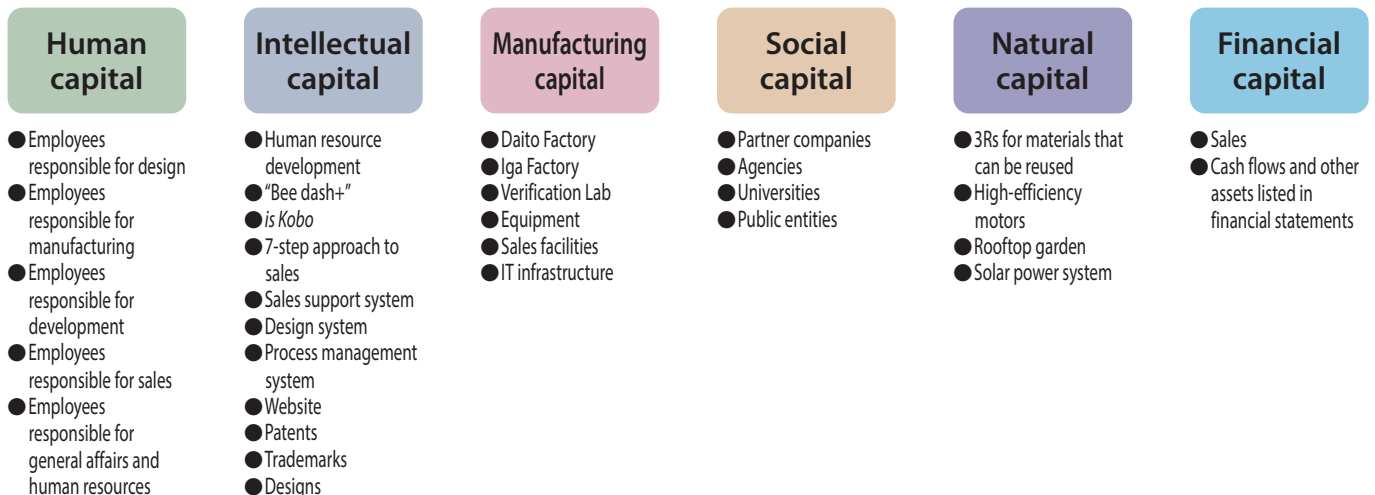 Human
capital
● Employees
responsible for design
● Employees
responsible for
manufacturing
● Employees
responsible for
development
● Employees
responsible for sales
● Employees
responsible for
general affairs and
human resources
Intellectual
capital
● Human resource
development
● “Bee dash+”
● is Kobo
● 7-step approach to
sales
● Sales support system
● Design system
● Process management
system
● Website
● Patents
● Trademarks
● Designs
Manufacturing
capital
● Daito Factory
● Iga Factory
● Verification Lab
● Equipment
● Sales facilities
● IT infrastructure
Social
capital
● Partner companies
● Agencies
● Universities
● Public entities
Natural
capital
● 3Rs for materials that
can be reused
● High-efficiency
motors
● Rooftop garden
● Solar power system
Financial
capital
● Sales
● Cash flows and other
assets listed in
financial statements